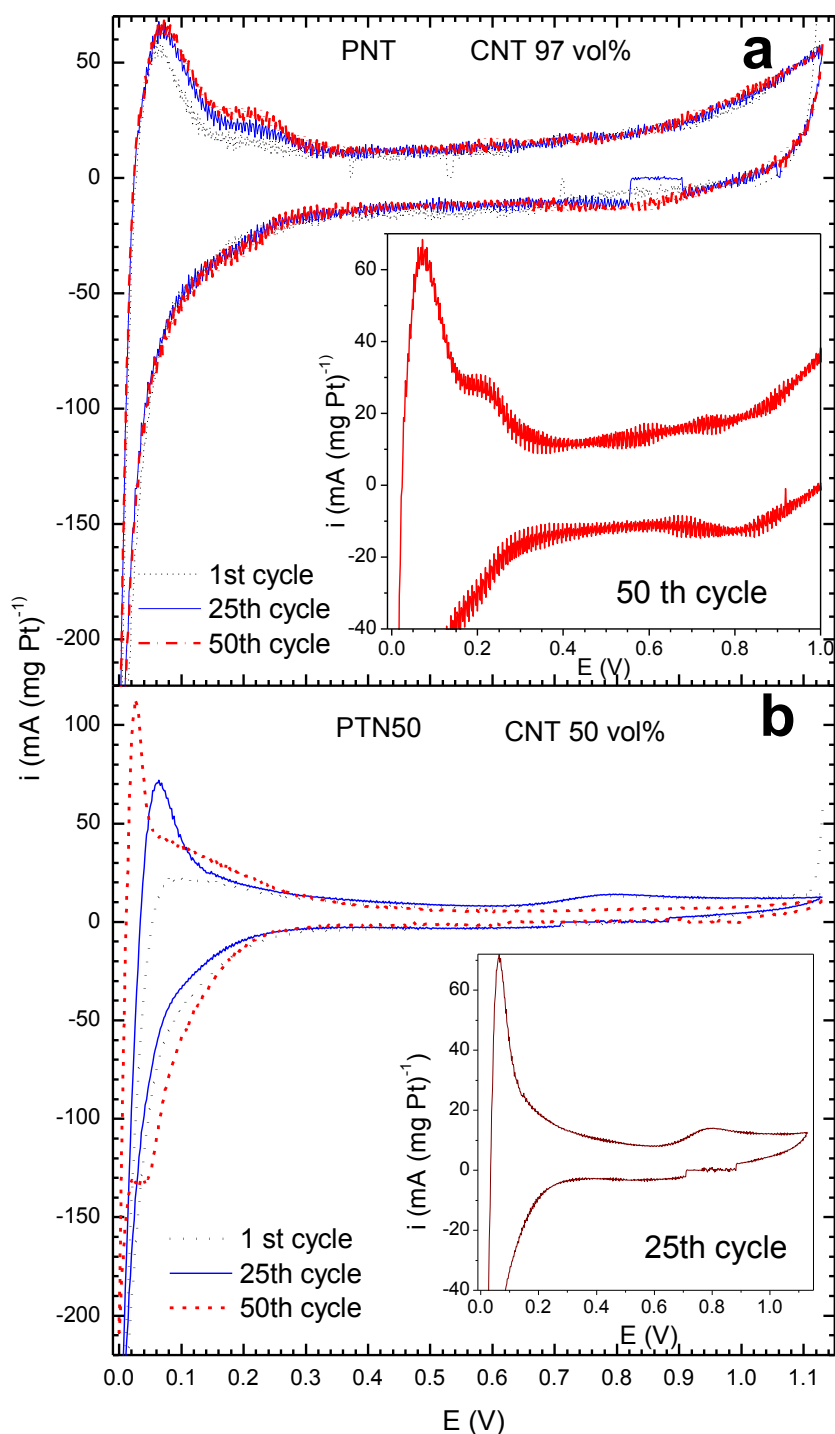 PNT CNT 97 vol%
a
50
0
-50
-100
-150
-200
i (mA (mg Pt)⁻¹)
1st cycle
25th cycle
50th cycle
60
40
20
0
-20
-40
i (mA (mg Pt)⁻¹)
50 th cycle
0.0 0.2 0.4 0.6 0.8 1.0
E (V)
PTN50 CNT 50 vol%
b
100
50
0
-50
-100
-150
-200
1 st cycle
25th cycle
50th cycle
60
40
20
0
-20
-40
i (mA (mg Pt)⁻¹)
25th cycle
0.0 0.2 0.4 0.6 0.8 1.0
E (V)
0.0 0.1 0.2 0.3 0.4 0.5 0.6 0.7 0.8 0.9 1.0 1.1
E (V)